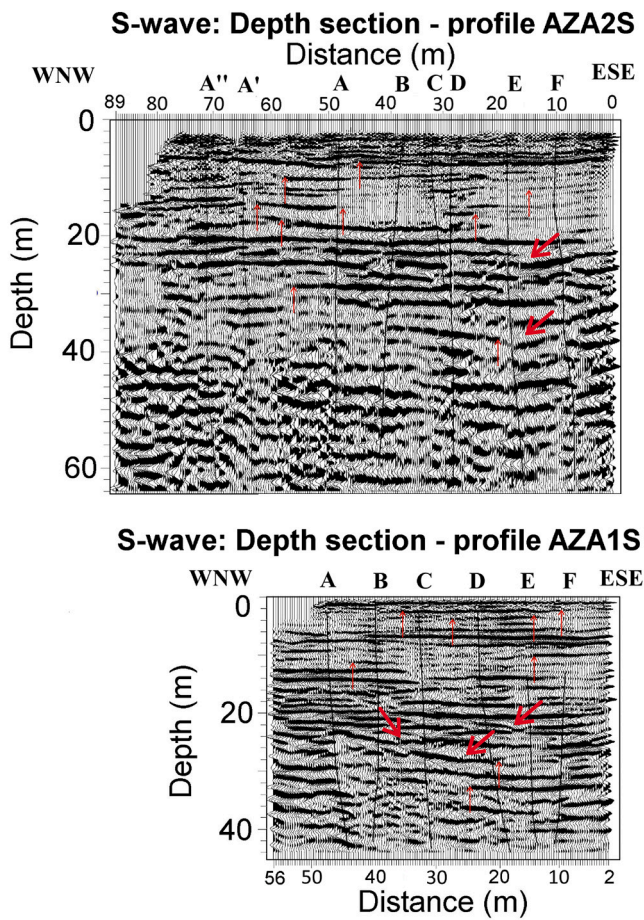 S-wave: Depth section - profile AZA2S
Distance (m)
WNW A'' A' A B C D E F ESE
89 80 70 60 50 40 30 20 10 0
0
20
40
60
Depth (m)
S-wave: Depth section - profile AZA1S
WNW A B C D E F ESE
0
20
40
Depth (m)
56 50 40 30 20 10 2
Distance (m)